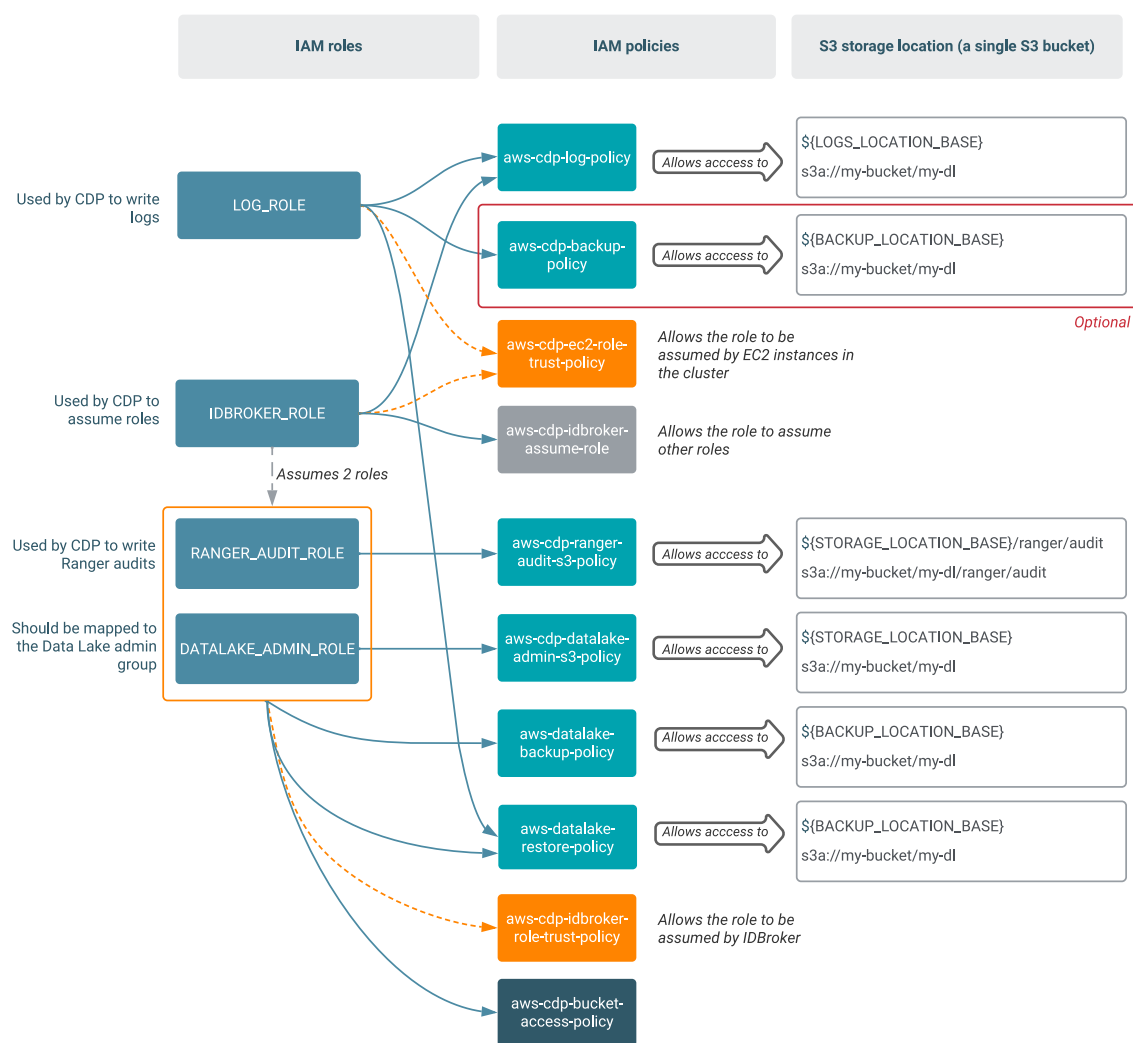 IAM roles
IAM policies
S3 storage location (a single S3 bucket)
Used by CDP to write
logs
LOG_ROLE
aws-cdp-log-policy
Allows acccess to
${LOGS_LOCATION_BASE}
s3a://my-bucket/my-dl
aws-cdp-backup-
policy
Allows acccess to
${BACKUP_LOCATION_BASE}
s3a://my-bucket/my-dl
Optional
aws-cdp-ec2-role-
trust-policy
Allows the role to be
assumed by EC2 instances in
the cluster
Used by CDP to
assume roles
IDBROKER_ROLE
aws-cdp-idbroker-
assume-role
Allows the role to assume
other roles
Assumes 2 roles
Used by CDP to write
Ranger audits
RANGER_AUDIT_ROLE
aws-cdp-ranger-
audit-s3-policy
Allows acccess to
${STORAGE_LOCATION_BASE}/ranger/audit
s3a://my-bucket/my-dl/ranger/audit
Should be mapped to
the Data Lake admin
group
DATALAKE_ADMIN_ROLE
aws-cdp-datalake-
admin-s3-policy
Allows acccess to
${STORAGE_LOCATION_BASE}
s3a://my-bucket/my-dl
aws-datalake-
backup-policy
Allows acccess to
${BACKUP_LOCATION_BASE}
s3a://my-bucket/my-dl
aws-datalake-
restore-policy
Allows acccess to
${BACKUP_LOCATION_BASE}
s3a://my-bucket/my-dl
aws-cdp-idbroker-
role-trust-policy
Allows the role to be
assumed by IDBroker
aws-cdp-bucket-
access-policy